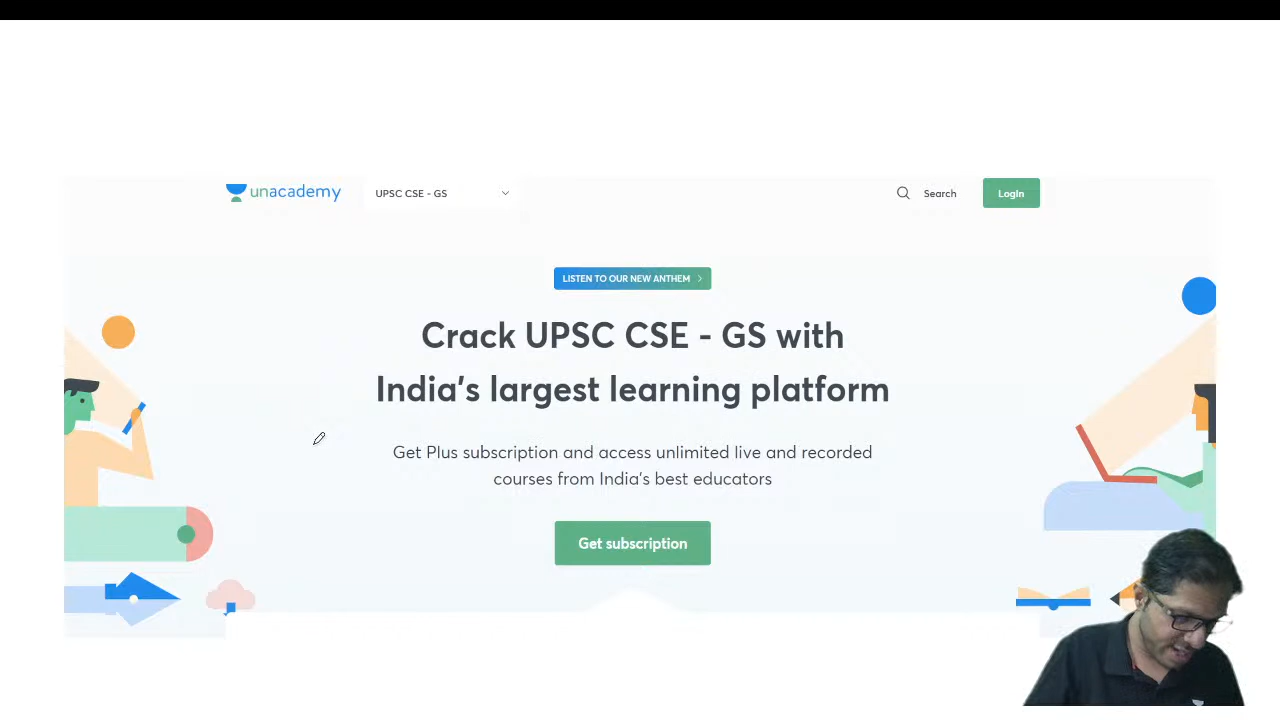 unacademy
UPSC CSE - GS
Search
Login
LISTEN TO OUR NEW ANTHEM
Crack UPSC CSE - GS with
India's largest learning platform
Get Plus subscription and access unlimited live and recorded
courses from India's best educators
Get subscription